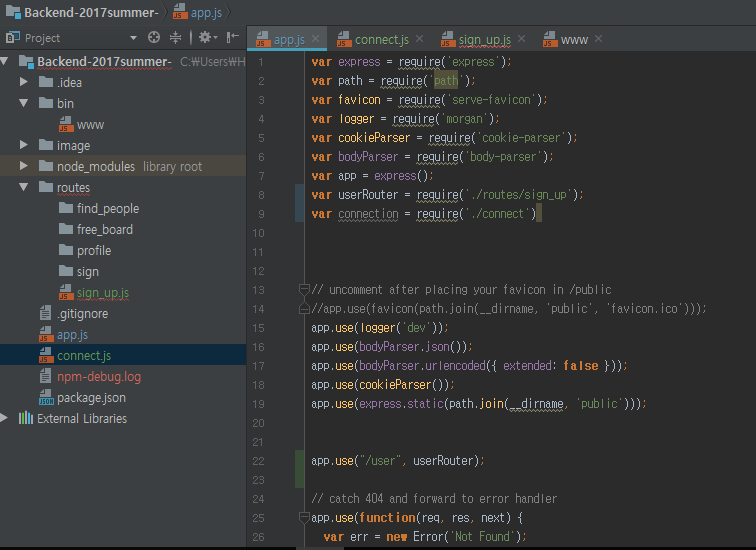 Backend-2017summer- app.js
Project
Backend-2017summer- C:₩Users₩H
.idea
bin
www
image
node_modules library root
routes
find_people
free_board
profile
sign
sign_up.js
.gitignore
app.js
connect.js
npm-debug.log
package.json
External Libraries
app.js connect.js sign_up.js www
1 var express = require('express');
2 var path = require('path');
3 var favicon = require('serve-favicon');
4 var logger = require('morgan');
5 var cookieParser = require('cookie-parser');
6 var bodyParser = require('body-parser');
7 var app = express();
8 var userRouter = require('./routes/sign_up');
9 var connection = require('./connect')
10
11
12
13 // uncomment after placing your favicon in /public
14 //app.use(favicon(path.join(__dirname, 'public', 'favicon.ico')));
15 app.use(logger('dev'));
16 app.use(bodyParser.json());
17 app.use(bodyParser.urlencoded({ extended: false }));
18 app.use(cookieParser());
19 app.use(express.static(path.join(__dirname, 'public')));
20
21
22 app.use("/user", userRouter);
23
24 // catch 404 and forward to error handler
25 app.use(function(req, res, next) {
26 var err = new Error('Not Found');